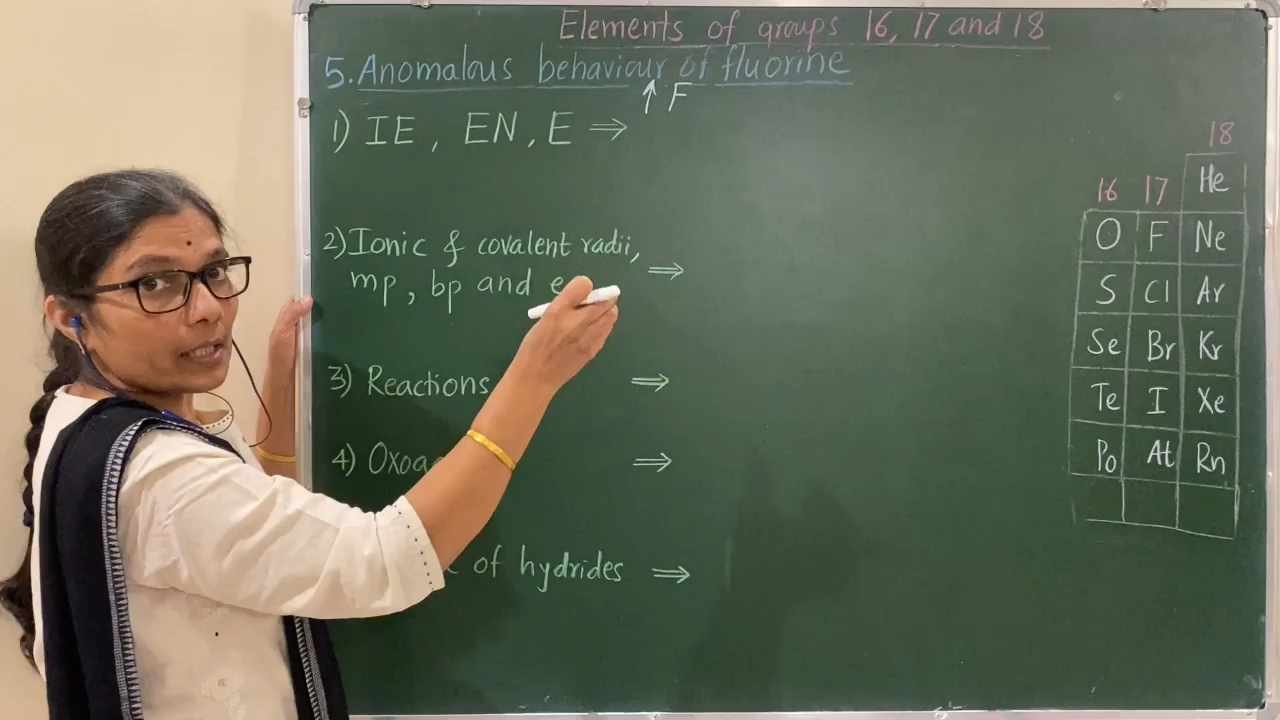 Elements of groups 16, 17 and 18
5. Anomalous behaviour of fluorine
↑ F
1) IE, EN, E ⇒
2) Ionic & covalent radii,
mp, bp and ⇒
3) Reactions ⇒
4) ⇒
of hydrides ⇒
18
16 17 He
O F Ne
S Cl Ar
Se Br Kr
Te I Xe
Po At Rn